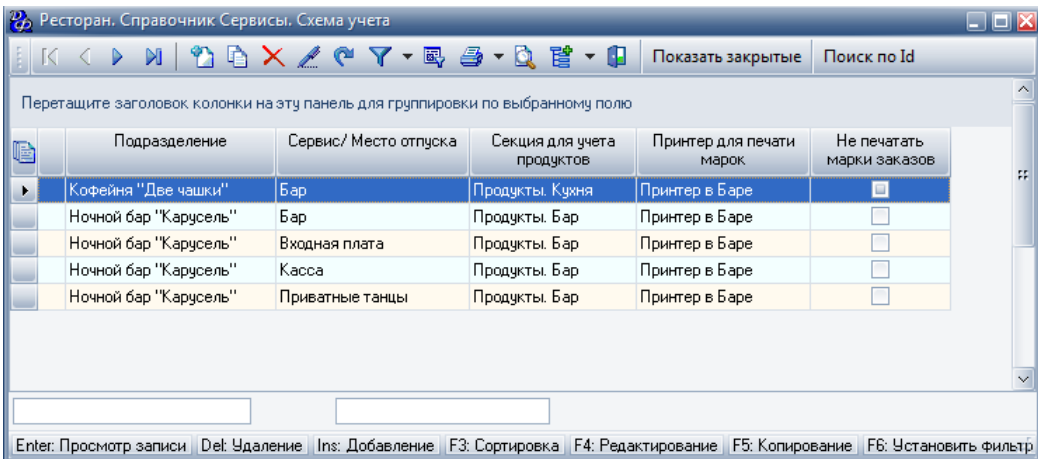 Ресторан. Справочник Сервисы. Схема учета
Показать закрытые Поиск по Id
Перетащите заголовок колонки на эту панель для группировки по выбранному полю
Подразделение Сервис/ Место отпуска Секция для учета продуктов Принтер для печати марок Не печатать марки заказов
Кофейня "Две чашки" Бар Продукты. Кухня Принтер в Баре
Ночной бар "Карусель" Бар Продукты. Бар Принтер в Баре
Ночной бар "Карусель" Входная плата Продукты. Бар Принтер в Баре
Ночной бар "Карусель" Касса Продукты. Бар Принтер в Баре
Ночной бар "Карусель" Приватные танцы Продукты. Бар Принтер в Баре
Enter: Просмотр записи Del: Удаление Ins: Добавление F3: Сортировка F4: Редактирование F5: Копирование F6: Установить фильтр